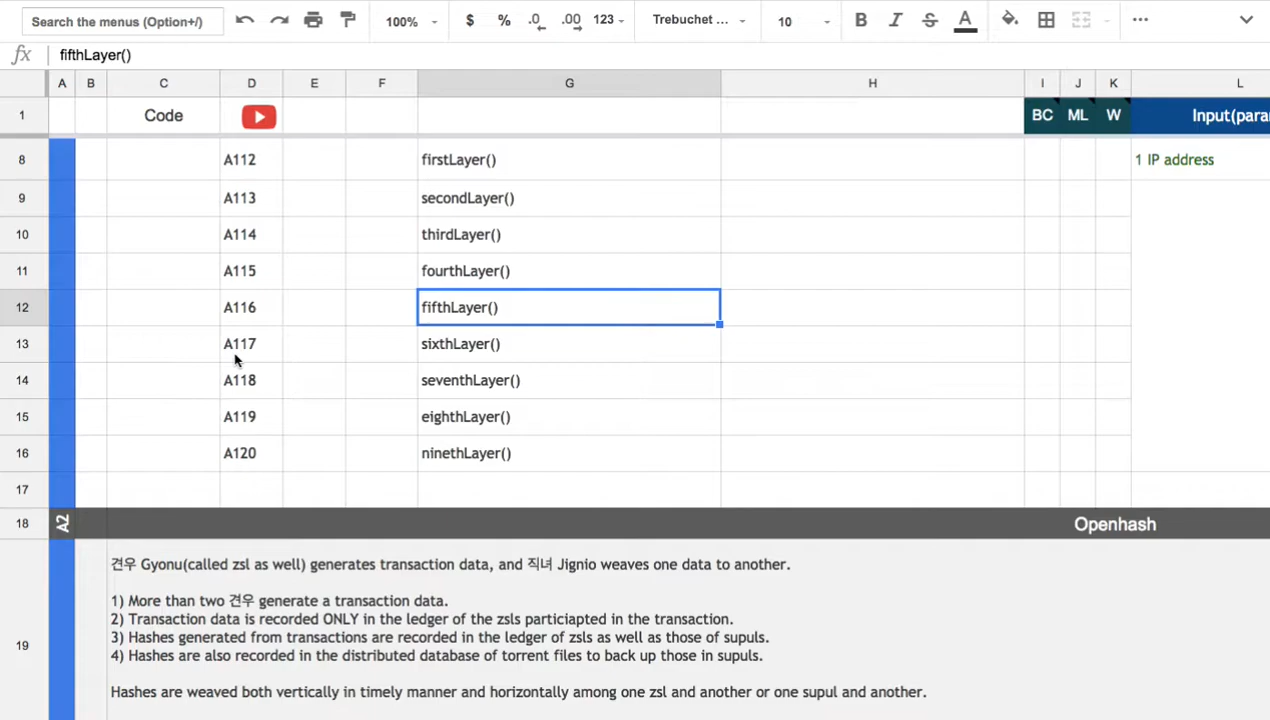 Search the menus (Option+/) 100% $ % .0 .00 123 Trebuchet ... 10 B I S A ...
fx fifthLayer()
A B C D E F G H I J K L
1 Code BC ML W Input(para
8 A112 firstLayer() 1 IP address
9 A113 secondLayer()
10 A114 thirdLayer()
11 A115 fourthLayer()
12 A116 fifthLayer()
13 A117 sixthLayer()
14 A118 seventhLayer()
15 A119 eighthLayer()
16 A120 ninethLayer()
17
18 A2 Openhash
견우 Gyonu(called zsl as well) generates transaction data, and 직녀 Jignio weaves one data to another.
1) More than two 견우 generate a transaction data.
2) Transaction data is recorded ONLY in the ledger of the zsls particiapted in the transaction.
19 3) Hashes generated from transactions are recorded in the ledger of zsls as well as those of supuls.
4) Hashes are also recorded in the distributed database of torrent files to back up those in supuls.
Hashes are weaved both vertically in timely manner and horizontally among one zsl and another or one supul and another.